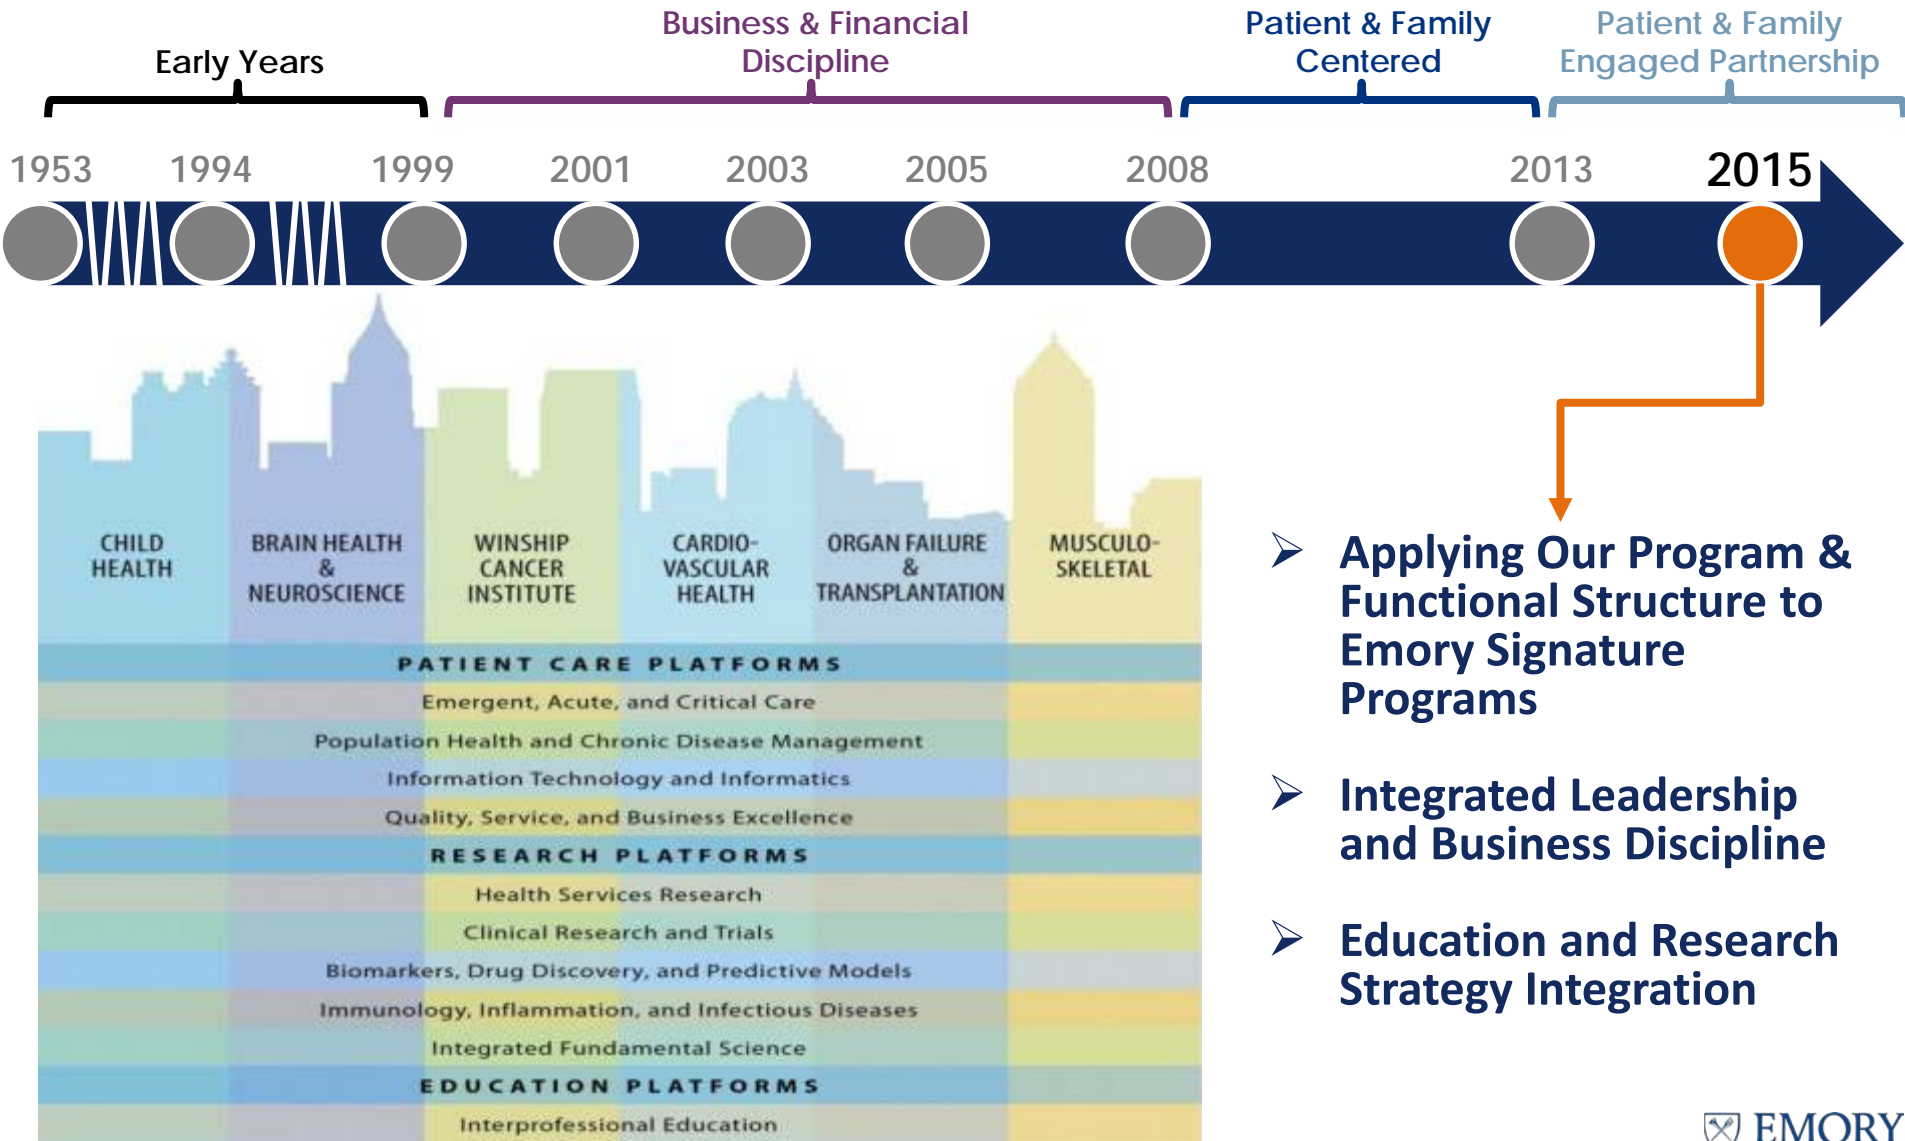 Early Years
Business & Financial
Discipline
Patient & Family
Centered
Patient & Family
Engaged Partnership
1953 1994 1999 2001 2003 2005 2008 2013 2015
CHILD
HEALTH
BRAIN HEALTH
&
NEUROSCIENCE
WINSHIP
CANCER
INSTITUTE
CARDIO-
VASCULAR
HEALTH
ORGAN FAILURE
&
TRANSPLANTATION
MUSCULO-
SKELETAL
PATIENT CARE PLATFORMS
Emergent, Acute, and Critical Care
Population Health and Chronic Disease Management
Information Technology and Informatics
Quality, Service, and Business Excellence
RESEARCH PLATFORMS
Health Services Research
Clinical Research and Trials
Biomarkers, Drug Discovery, and Predictive Models
Immunology, Inflammation, and Infectious Diseases
Integrated Fundamental Science
EDUCATION PLATFORMS
Interprofessional Education
➢ Applying Our Program &
Functional Structure to
Emory Signature
Programs
➢ Integrated Leadership
and Business Discipline
➢ Education and Research
Strategy Integration
EMORY